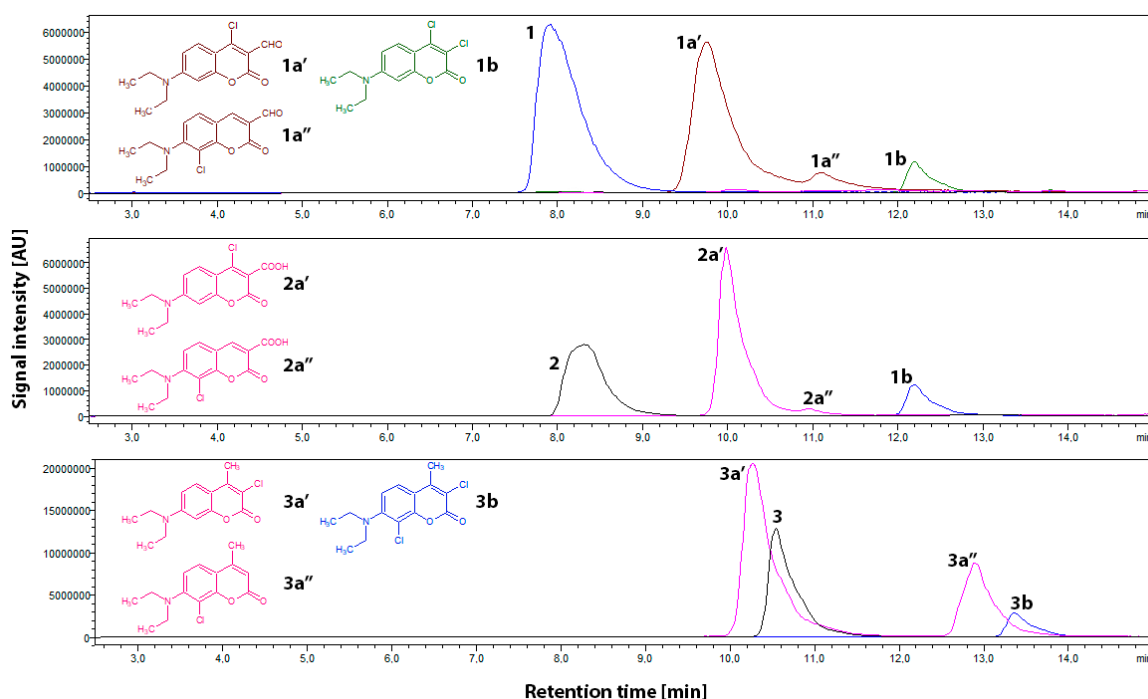 Signal intensity [AU]
6000000
5000000
4000000
3000000
2000000
1000000
0
Cl
CHO
H₃C
N
O
O
H₃C
1a′
CHO
H₃C
N
O
O
Cl
H₃C
1a″
Cl
Cl
H₃C
N
O
O
H₃C
1b
1
1a′
1a″
1b
3,0 4,0 5,0 6,0 7,0 8,0 9,0 10,0 11,0 12,0 13,0 14,0 min
6000000
5000000
4000000
3000000
2000000
1000000
0
Cl
COOH
H₃C
N
O
O
H₃C
2a′
COOH
H₃C
N
O
O
Cl
H₃C
2a″
2
2a′
2a″
1b
3,0 4,0 5,0 6,0 7,0 8,0 9,0 10,0 11,0 12,0 13,0 14,0 min
20000000
15000000
10000000
5000000
0
CH₃
Cl
H₃C
N
O
O
H₃C
3a′
CH₃
H₃C
N
O
O
Cl
H₃C
3a″
CH₃
Cl
H₃C
N
O
O
Cl
H₃C
3b
3a′
3
3a″
3b
3,0 4,0 5,0 6,0 7,0 8,0 9,0 10,0 11,0 12,0 13,0 14,0 min
Retention time [min]